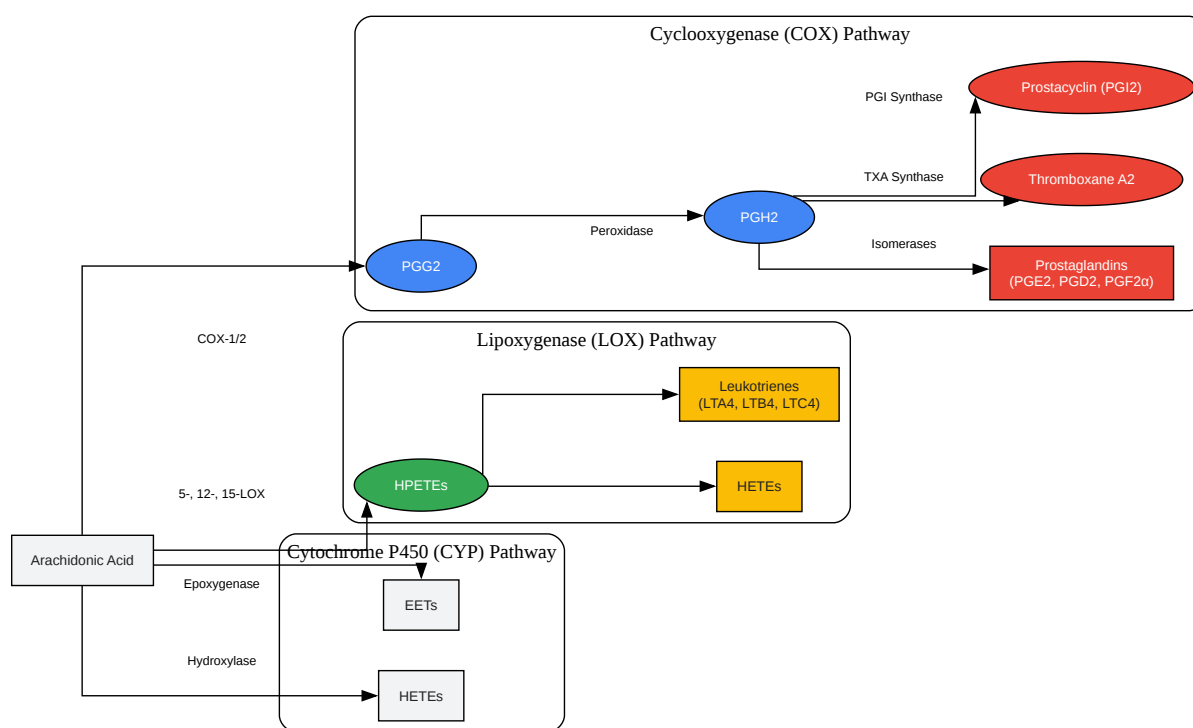 Cyclooxygenase (COX) Pathway
PGI Synthase
Prostacyclin (PGI2)
TXA Synthase
Thromboxane A2
PGH2
Peroxidase
Isomerases
PGG2
Prostaglandins
(PGE2, PGD2, PGF2α)
COX-1/2
Lipoxygenase (LOX) Pathway
Leukotrienes
(LTA4, LTB4, LTC4)
HPETEs
HETEs
5-, 12-, 15-LOX
Arachidonic Acid
Cytochrome P450 (CYP) Pathway
Epoxygenase
EETs
Hydroxylase
HETEs